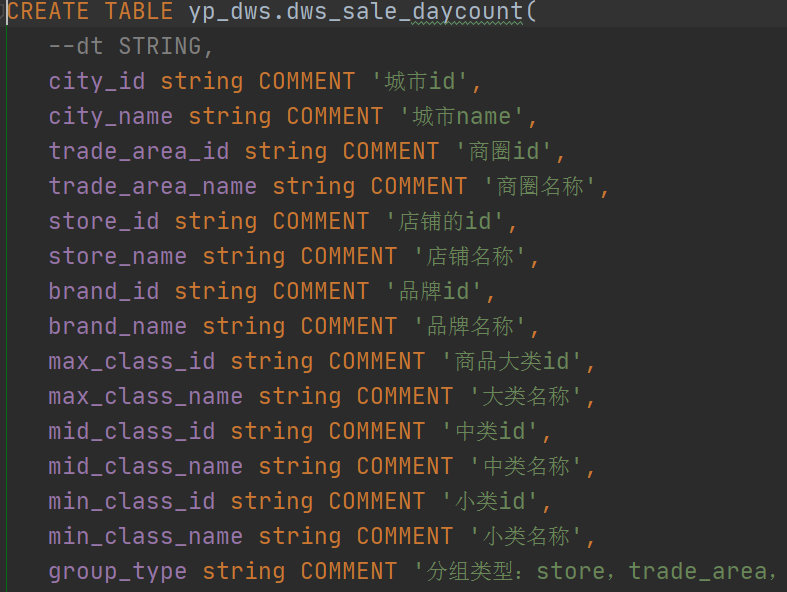 CREATE TABLE yp_dws.dws_sale_daycount(
--dt STRING,
city_id string COMMENT '城市id',
city_name string COMMENT '城市name',
trade_area_id string COMMENT '商圈id',
trade_area_name string COMMENT '商圈名称',
store_id string COMMENT '店铺的id',
store_name string COMMENT '店铺名称',
brand_id string COMMENT '品牌id',
brand_name string COMMENT '品牌名称',
max_class_id string COMMENT '商品大类id',
max_class_name string COMMENT '大类名称',
mid_class_id string COMMENT '中类id',
mid_class_name string COMMENT '中类名称',
min_class_id string COMMENT '小类id',
min_class_name string COMMENT '小类名称',
group_type string COMMENT '分组类型：store，trade_area，